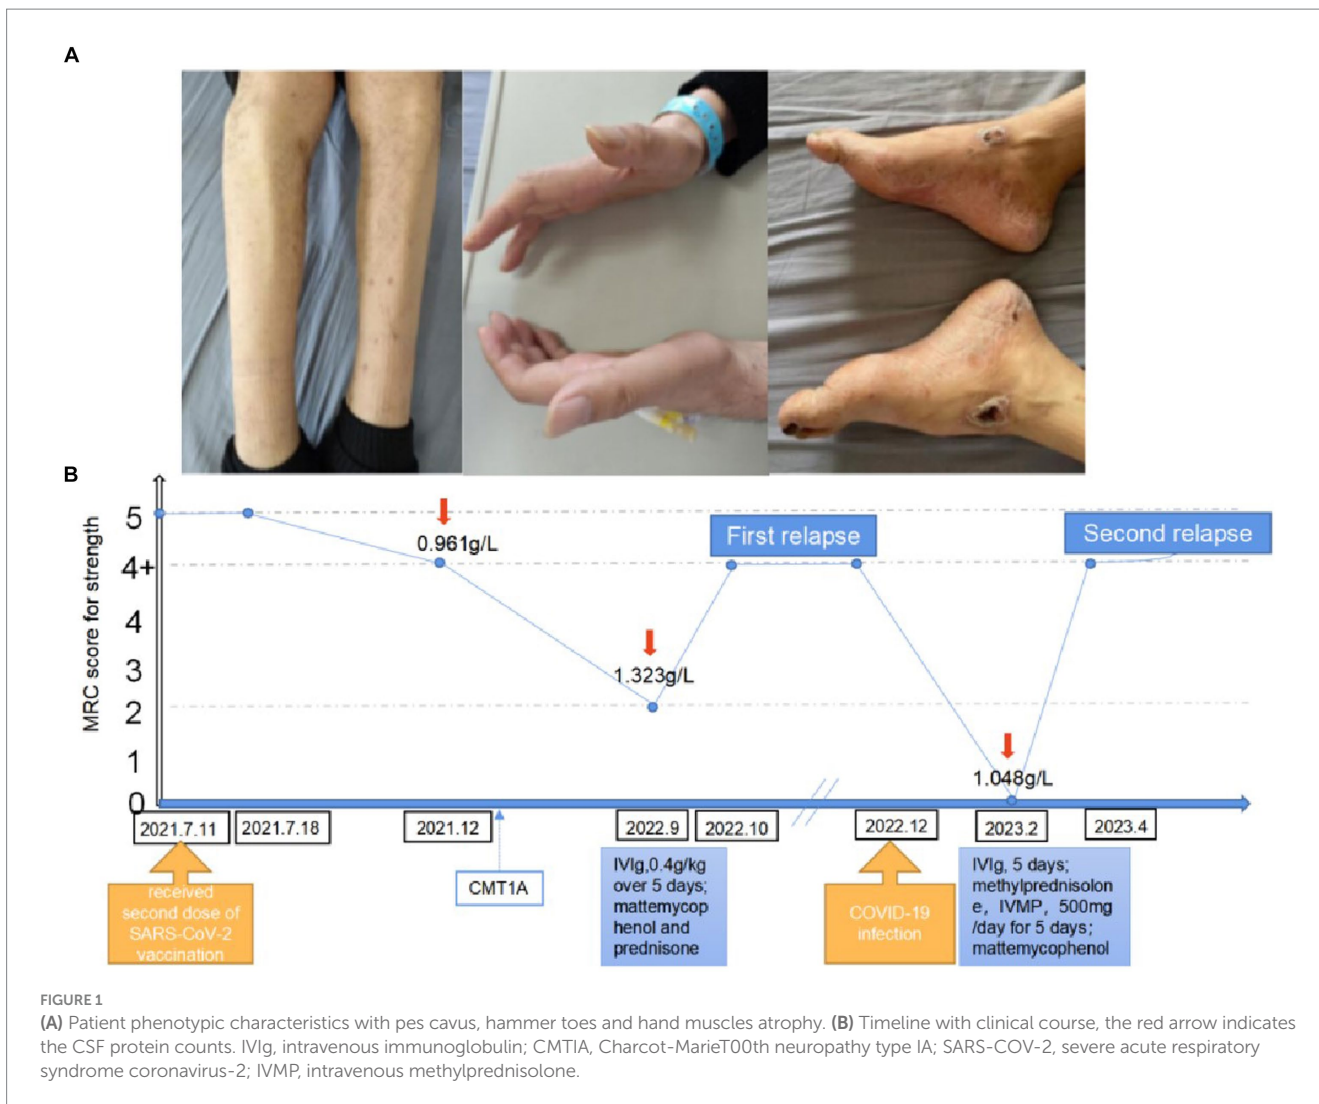 A
B
MRC score for strength
5
4+
4
3
2
1
0
0.961g/L
1.323g/L
First relapse
1.048g/L
Second relapse
2021.7.11
2021.7.18
2021.12
2022.9
2022.10
2022.12
2023.2
2023.4
received
second dose of
SARS-CoV-2
vaccination
CMT1A
IVIg,0.4g/kg
over 5 days;
mattemycop
henol and
prednisone
COVID-19
infection
IVIg, 5 days;
methylprednisolon
e, IVMP, 500mg
/day for 5 days;
mattemycophenol
FIGURE 1
(A) Patient phenotypic characteristics with pes cavus, hammer toes and hand muscles atrophy. (B) Timeline with clinical course, the red arrow indicates
the CSF protein counts. IVIg, intravenous immunoglobulin; CMTIA, Charcot-MarieT00th neuropathy type IA; SARS-COV-2, severe acute respiratory
syndrome coronavirus-2; IVMP, intravenous methylprednisolone.